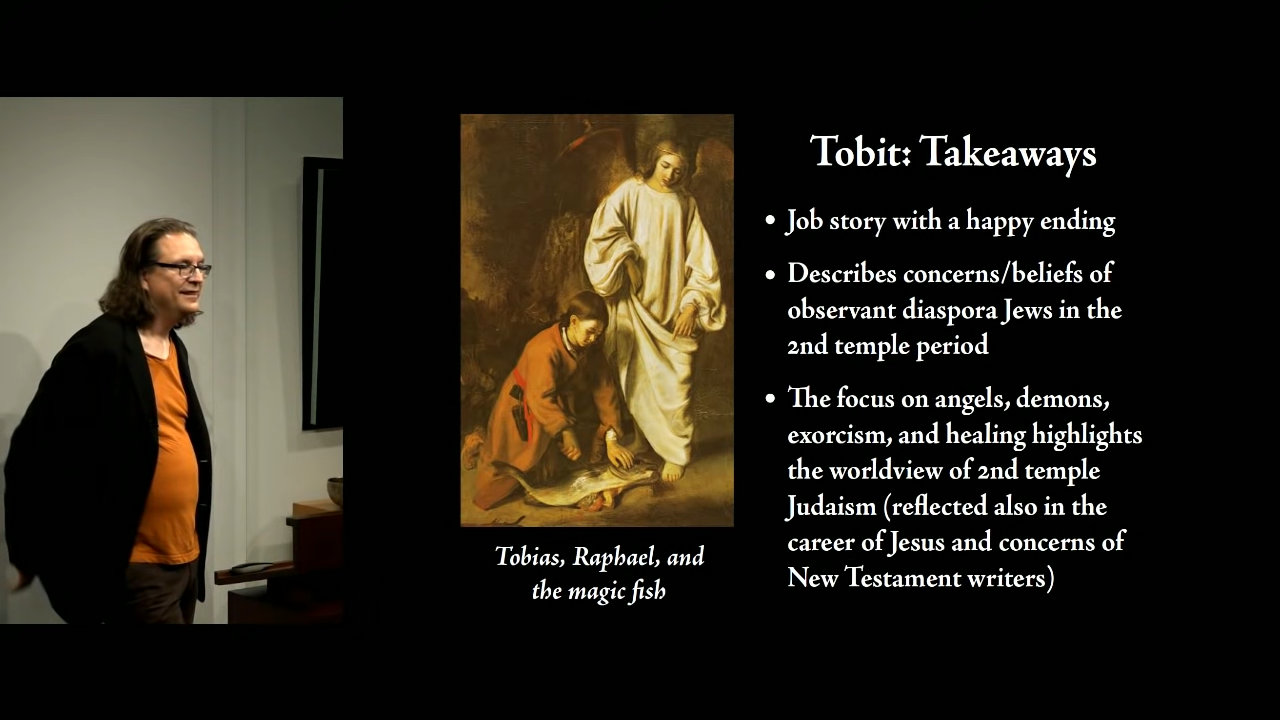 Tobit: Takeaways
• Job story with a happy ending
• Describes concerns/beliefs of
observant diaspora Jews in the
2nd temple period
• The focus on angels, demons,
exorcism, and healing highlights
the worldview of 2nd temple
Judaism (reflected also in the
career of Jesus and concerns of
New Testament writers)
Tobias, Raphael, and
the magic fish